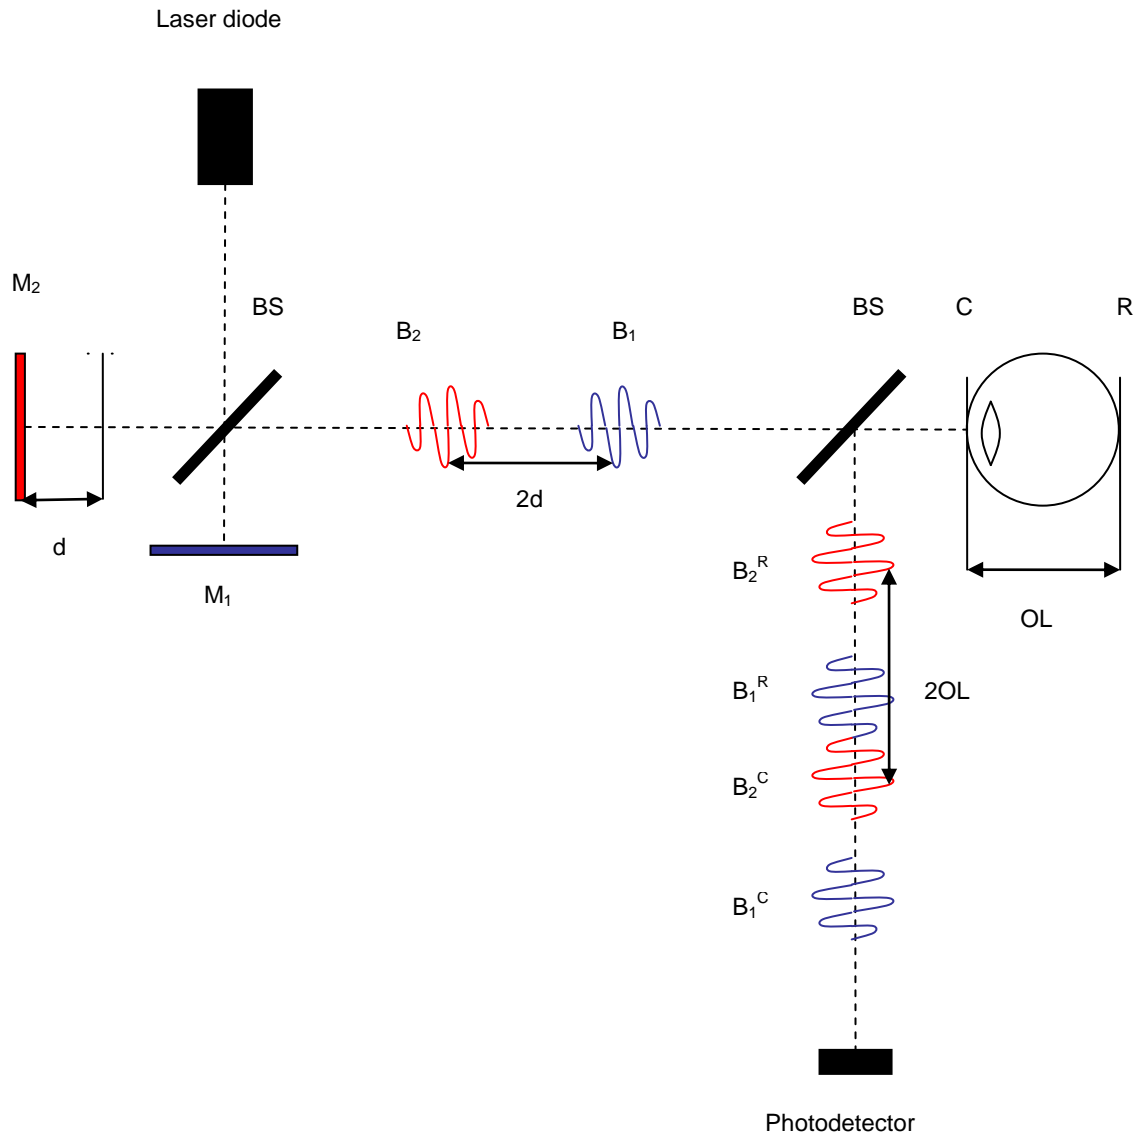 Laser diode
M₂
BS
BS
C
R
B₂
B₁
2d
d
M₁
B₂ᴿ
OL
B₁ᴿ
2OL
B₂ᶜ
B₁ᶜ
Photodetector